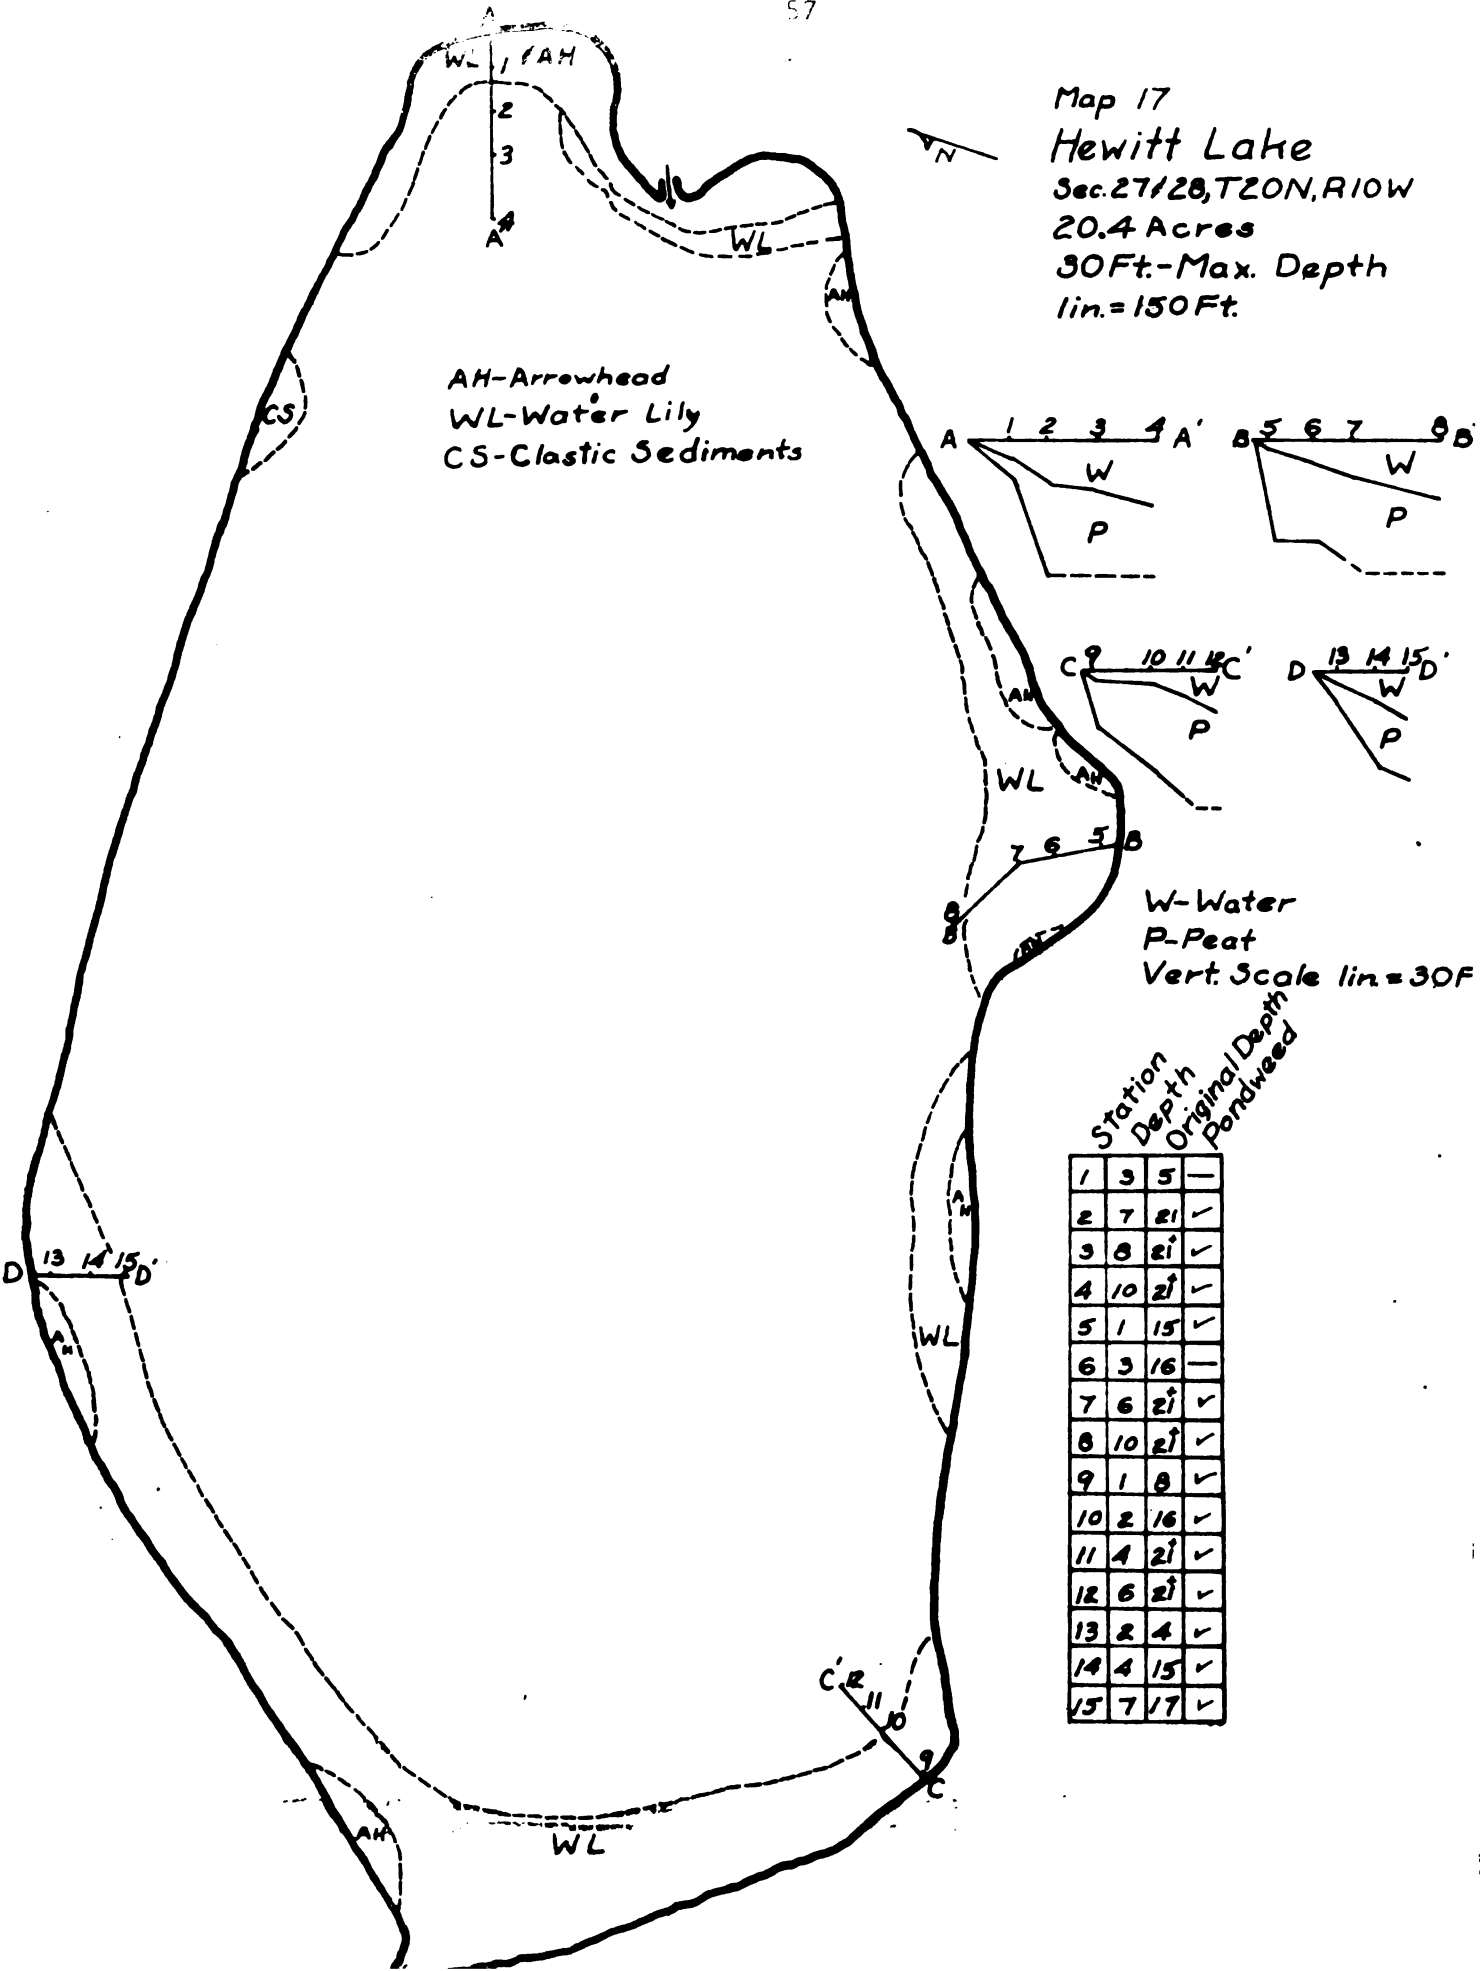 57
Map 17
Hewitt Lake
Sec. 27/28, T20N, R10W
20.4 Acres
30Ft.-Max. Depth
1in.=150Ft.
N
A
WL / AH
1
2
3
4
A'
WL
AH
CS
AH-Arrowhead
WL-Water Lily
CS-Clastic Sediments
A 1 2 3 4 A'
W
P
B 5 6 7 8 B'
W
P
C 9 10 11 12 C'
W
P
D 13 14 15 D'
W
P
AH
AH
WL
7 6 5 B
8
B'
AH
W-Water
P-Peat
Vert. Scale 1in.=30F
AH
WL
D 13 14 15 D'
AH
C' 12
11
10
9
C
AH
WL
Station Depth Original Depth Pondweed
1 3 5 —
2 7 21 ✓
3 8 21+ ✓
4 10 21+ ✓
5 1 15 ✓
6 3 16 —
7 6 21+ ✓
8 10 21+ ✓
9 1 8 ✓
10 2 16 ✓
11 4 21+ ✓
12 6 21+ ✓
13 2 4 ✓
14 4 15 ✓
15 7 17 ✓